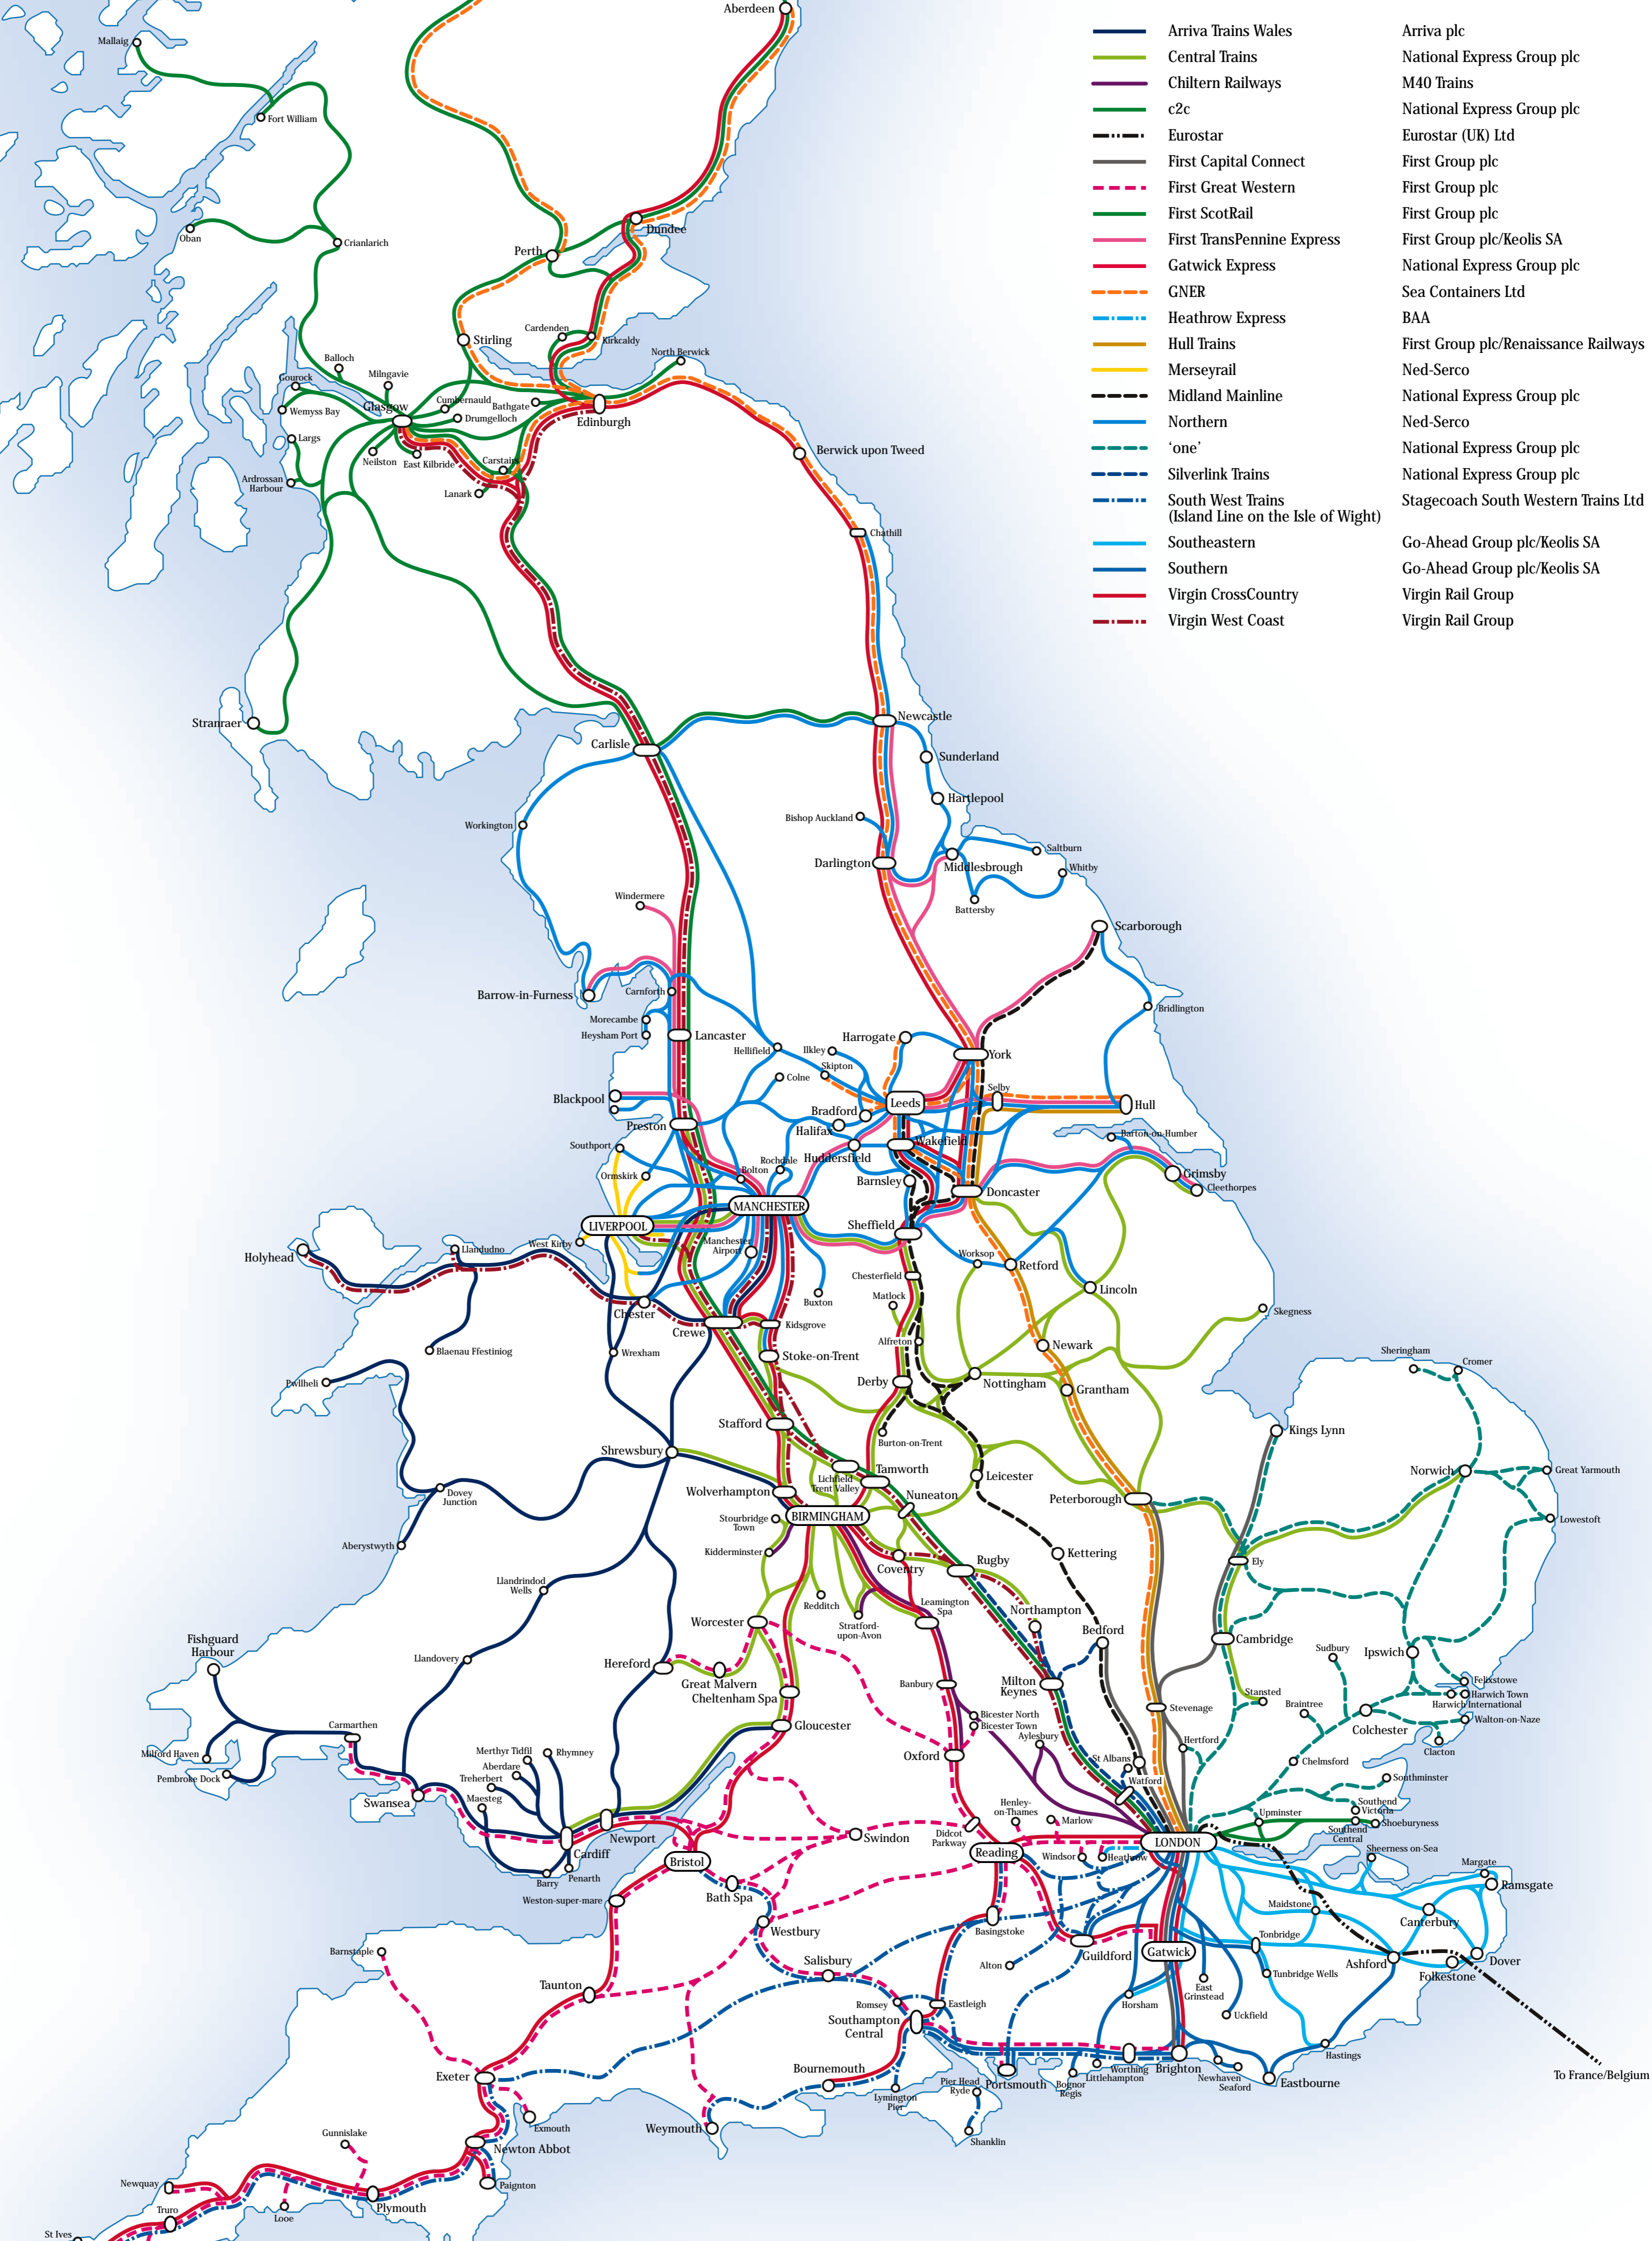 Arriva Trains Wales Arriva plc
Central Trains National Express Group plc
Chiltern Railways M40 Trains
c2c National Express Group plc
Eurostar Eurostar (UK) Ltd
First Capital Connect First Group plc
First Great Western First Group plc
First ScotRail First Group plc
First TransPennine Express First Group plc/Keolis SA
Gatwick Express National Express Group plc
GNER Sea Containers Ltd
Heathrow Express BAA
Hull Trains First Group plc/Renaissance Railways
Merseyrail Ned-Serco
Midland Mainline National Express Group plc
Northern Ned-Serco
‘one’ National Express Group plc
Silverlink Trains National Express Group plc
South West Trains Stagecoach South Western Trains Ltd
(Island Line on the Isle of Wight)
Southeastern Go-Ahead Group plc/Keolis SA
Southern Go-Ahead Group plc/Keolis SA
Virgin CrossCountry Virgin Rail Group
Virgin West Coast Virgin Rail Group
Aberdeen
Mallaig
Fort William
Oban
Crianlarich
Dundee
Perth
Stirling
Cardenden
Kirkcaldy
North Berwick
Balloch
Milngavie
Gourock
Wemyss Bay
Glasgow
Cumbernauld
Bathgate
Drumgelloch
Edinburgh
Largs
Neilston
East Kilbride
Carstairs
Ardrossan
Harbour
Lanark
Berwick upon Tweed
Chathill
Stranraer
Carlisle
Newcastle
Sunderland
Hartlepool
Workington
Bishop Auckland
Darlington
Middlesbrough
Saltburn
Whitby
Battersby
Windermere
Scarborough
Barrow-in-Furness
Carnforth
Bridlington
Morecambe
Heysham Port
Lancaster
Harrogate
York
Hellifield
Ilkley
Skipton
Colne
Selby
Blackpool
Leeds
Hull
Bradford
Preston
Halifax
Southport
Huddersfield
Wakefield
Barton-on-Humber
Ormskirk
Rochdale
Bolton
Barnsley
Grimsby
Cleethorpes
MANCHESTER
Doncaster
LIVERPOOL
Sheffield
Holyhead
Llandudno
West Kirby
Manchester
Airport
Worksop
Retford
Chesterfield
Buxton
Matlock
Lincoln
Chester
Skegness
Crewe
Kidsgrove
Alfreton
Newark
Blaenau Ffestiniog
Wrexham
Stoke-on-Trent
Pwllheli
Derby
Nottingham
Grantham
Sheringham
Cromer
Stafford
Burton-on-Trent
Kings Lynn
Shrewsbury
Lichfield
Trent Valley
Tamworth
Leicester
Norwich
Great Yarmouth
Dovey
Junction
Wolverhampton
Nuneaton
Peterborough
BIRMINGHAM
Stourbridge
Town
Lowestoft
Aberystwyth
Kidderminster
Coventry
Rugby
Kettering
Ely
Llandrindod
Wells
Redditch
Stratford-
upon-Avon
Leamington
Spa
Northampton
Worcester
Bedford
Cambridge
Sudbury
Ipswich
Fishguard
Harbour
Llandovery
Hereford
Great Malvern
Cheltenham Spa
Banbury
Milton
Keynes
Stansted
Felixstowe
Harwich Town
Harwich International
Braintree
Stevenage
Colchester
Walton-on-Naze
Clacton
Carmarthen
Gloucester
Bicester North
Bicester Town
Aylesbury
Hertford
Milford Haven
Pembroke Dock
Merthyr Tidfil
Rhymney
Aberdare
Treherbert
Maesteg
Oxford
St Albans
Watford
Chelmsford
Southminster
Swansea
Henley-
on-Thames
Marlow
Upminster
Southend
Victoria
Southend
Central
Shoeburyness
Newport
Swindon
Didcot
Parkway
LONDON
Cardiff
Penarth
Barry
Bristol
Reading
Windsor
Heathrow
Sheerness on-Sea
Margate
Ramsgate
Weston-super-mare
Bath Spa
Westbury
Basingstoke
Maidstone
Canterbury
Barnstaple
Salisbury
Alton
Guildford
Gatwick
Tonbridge
Tunbridge Wells
Ashford
Folkestone
Dover
Taunton
Romsey
Eastleigh
Horsham
East
Grinstead
Uckfield
Southampton
Central
Hastings
Exeter
Bournemouth
Lymington
Pier
Pier Head
Ryde
Portsmouth
Bognor
Regis
Littlehampton
Worthing
Brighton
Newhaven
Seaford
Eastbourne
To France/Belgium
Exmouth
Weymouth
Shanklin
Gunnislake
Newton Abbot
Paignton
Newquay
Truro
Looe
Plymouth
St Ives